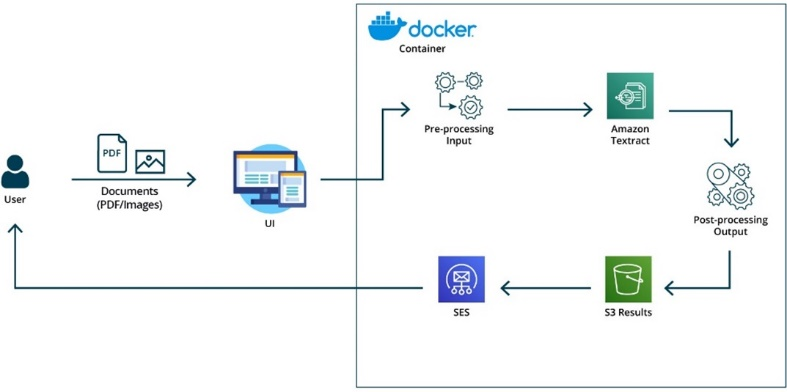 docker
Container
Pre-processing
Input
Amazon
Textract
PDF
Documents
(PDF/Images)
User
UI
Post-processing
Output
SES
S3 Results